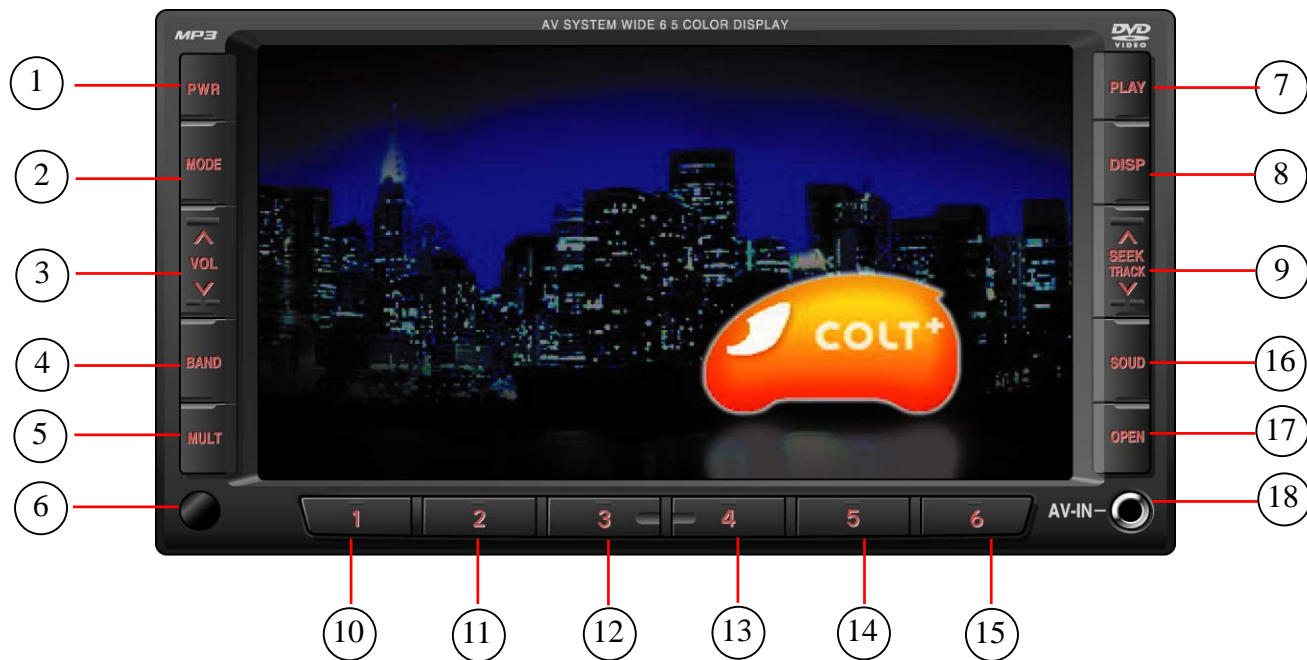 AV SYSTEM WIDE 6 5 COLOR DISPLAY
MP3
DVD
VIDEO
1
PWR
PLAY
7
2
MODE
DISP
8
3
VOL
SEEK
TRACK
9
COLT+
4
BAND
SOUD
16
5
MULT
OPEN
17
6
1
2
3
4
5
6
AV-IN
18
10
11
12
13
14
15